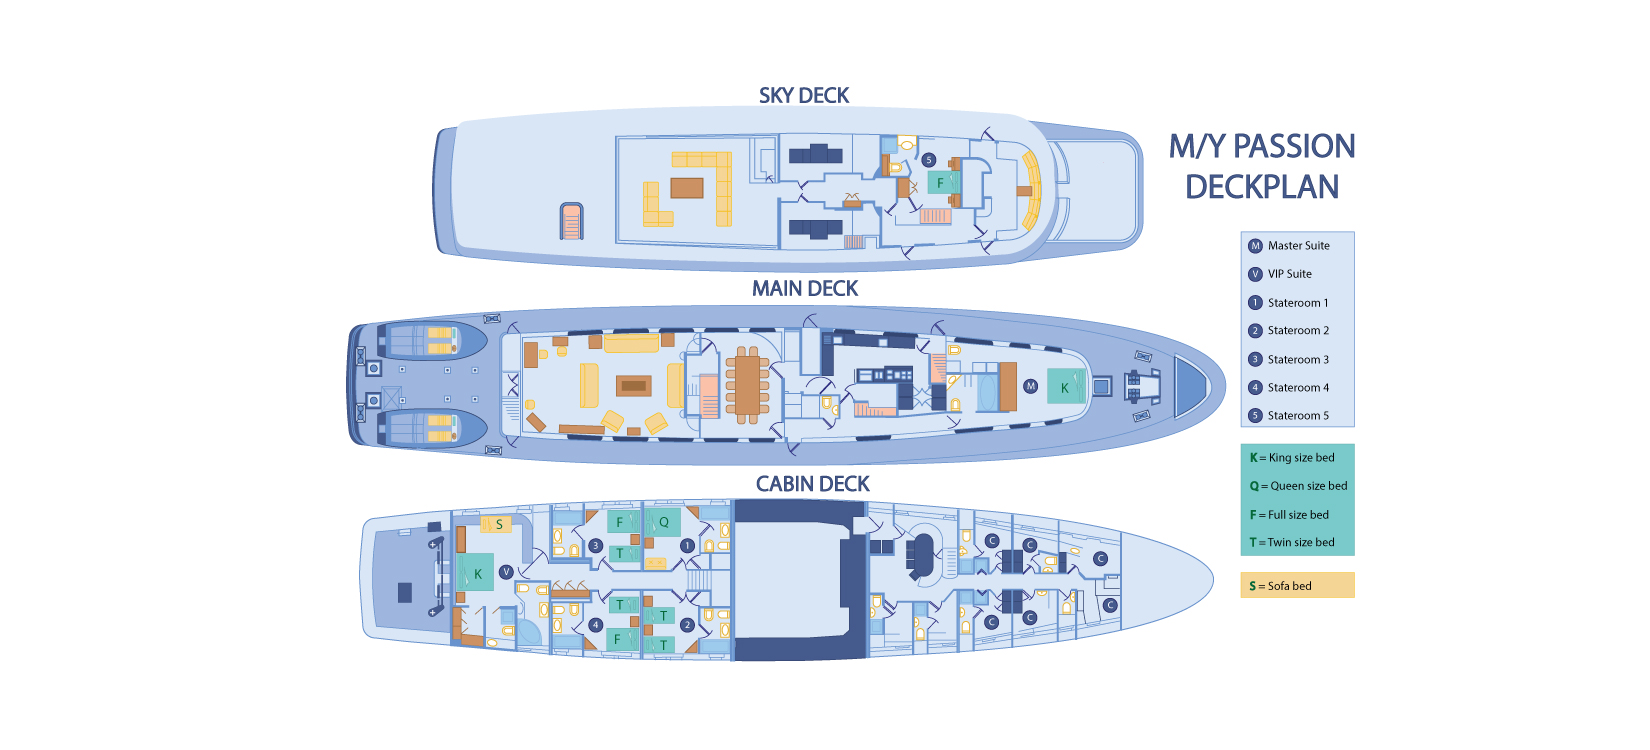 SKY DECK
5
F
M/Y PASSION
DECKPLAN
M Master Suite
V VIP Suite
1 Stateroom 1
2 Stateroom 2
3 Stateroom 3
4 Stateroom 4
5 Stateroom 5
MAIN DECK
M
K
K = King size bed
Q = Queen size bed
F = Full size bed
T = Twin size bed
S = Sofa bed
CABIN DECK
S
F
Q
3
T
1
K
V
T
T
4
F
2
T
C
C
C
C
C
C